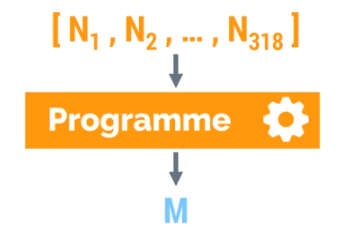 [ N₁ , N₂ , ... , N₃₁₈ ]
Programme
M